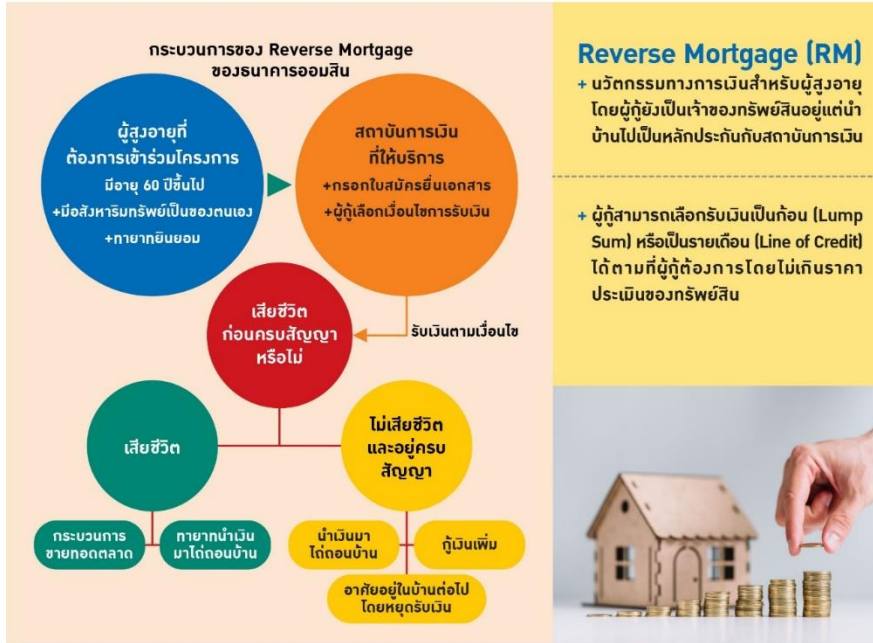 กระบวนการของ Reverse Mortgage
ของธนาคารออมสิน
ผู้สูงอายุที่
ต้องการเข้าร่วมโครงการ
มีอายุ 60 ปีขึ้นไป
+มีอสังหาริมทรัพย์เป็นของตนเอง
+ทายาทยินยอม
สถาบันการเงิน
ที่ให้บริการ
+กรอกใบสมัครยื่นเอกสาร
+ผู้กู้เลือกเงื่อนไขการรับเงิน
เสียชีวิต
ก่อนครบสัญญา
หรือไม่
รับเงินตามเงื่อนไข
เสียชีวิต
ไม่เสียชีวิต
และอยู่ครบ
สัญญา
กระบวนการ
ขายทอดตลาด
ทายาทนำเงิน
มาไถ่ถอนบ้าน
นำเงินมา
ไถ่ถอนบ้าน
กู้เงินเพิ่ม
อาศัยอยู่ในบ้านต่อไป
โดยหยุดรับเงิน
Reverse Mortgage (RM)
+ นวัตกรรมทางการเงินสำหรับผู้สูงอายุ
โดยผู้กู้ยังเป็นเจ้าของทรัพย์สินอยู่แต่นำ
บ้านไปเป็นหลักประกันกับสถาบันการเงิน
+ ผู้กู้สามารถเลือกรับเงินเป็นก้อน (Lump
Sum) หรือเป็นรายเดือน (Line of Credit)
ได้ตามที่ผู้กู้ต้องการโดยไม่เกินราคา
ประเมินของทรัพย์สิน